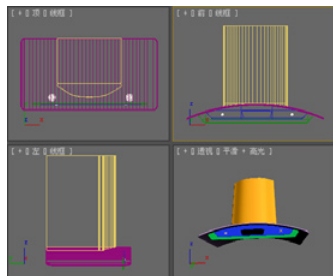 [ + 顶 线框 ]
[ + 前 线框 ]
[ + 左 线框 ]
[ + 透视 平滑 + 高光 ]